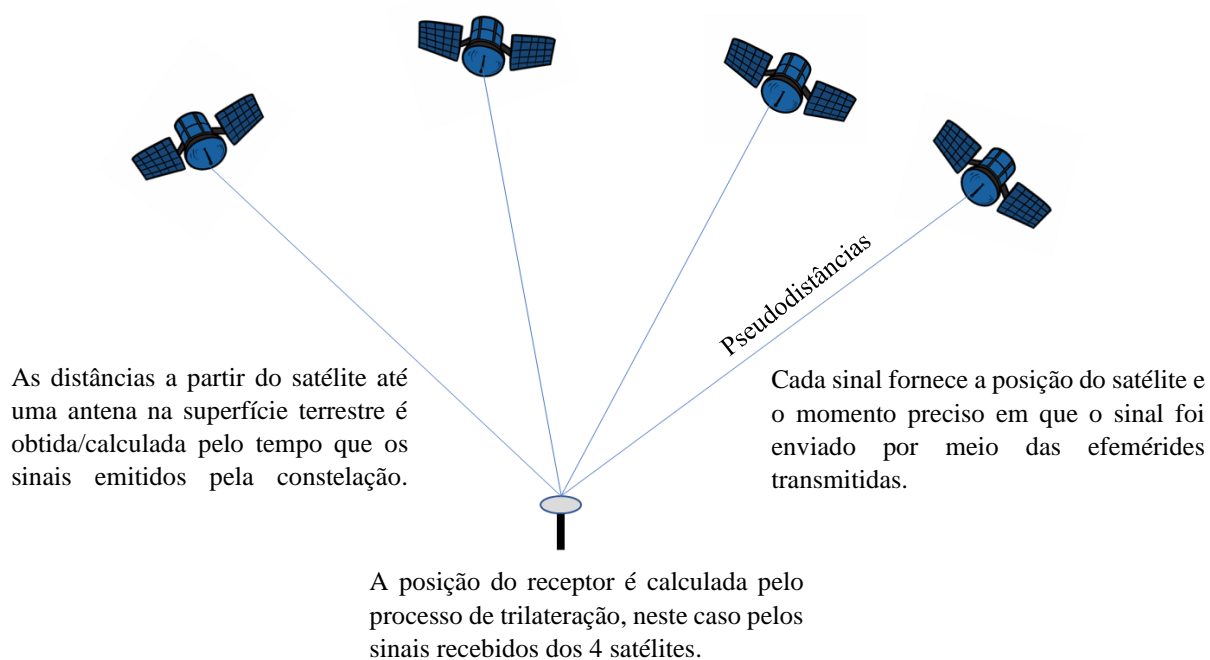 Pseudodistâncias
As distâncias a partir do satélite até
uma antena na superfície terrestre é
obtida/calculada pelo tempo que os
sinais emitidos pela constelação.
Cada sinal fornece a posição do satélite e
o momento preciso em que o sinal foi
enviado por meio das efemérides
transmitidas.
A posição do receptor é calculada pelo
processo de trilateração, neste caso pelos
sinais recebidos dos 4 satélites.